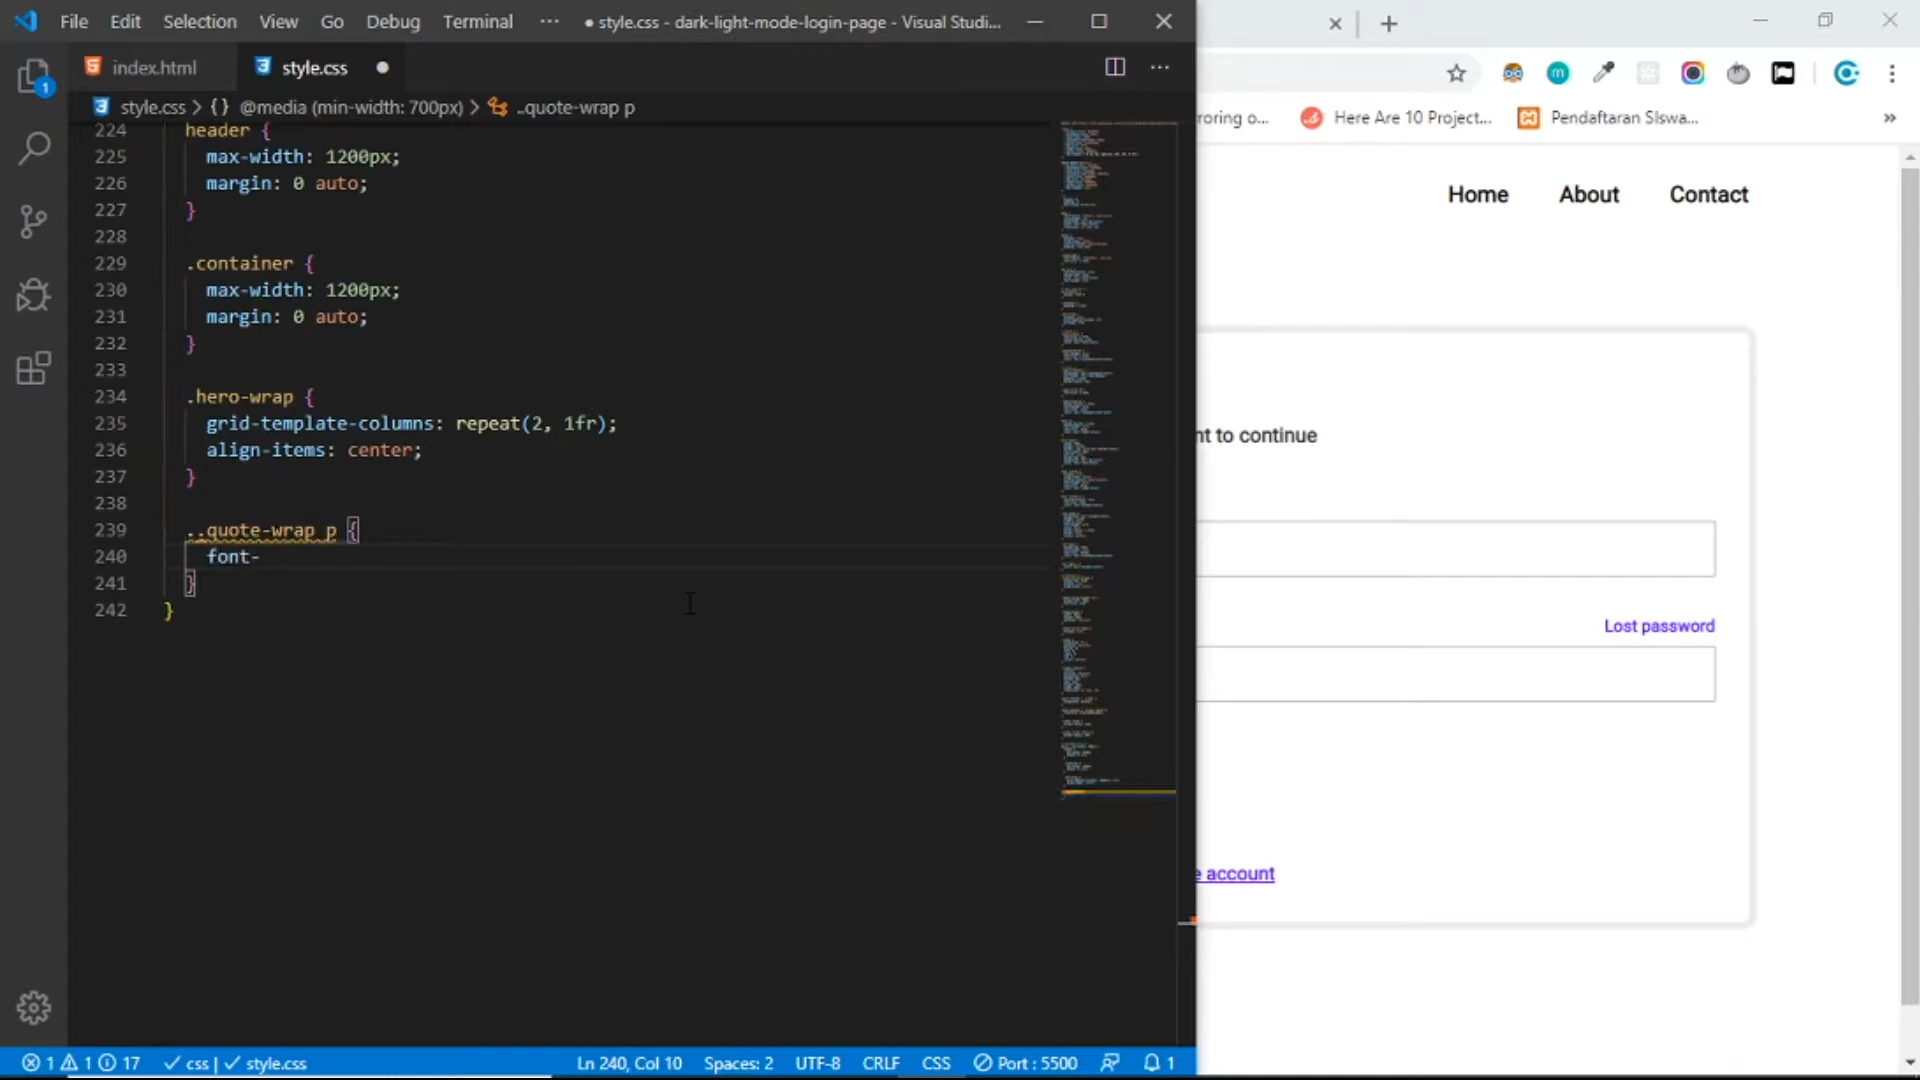 File Edit Selection View Go Debug Terminal ··· ● style.css - dark-light-mode-login-page - Visual Studi...
index.html style.css ●
style.css > {} @media (min-width: 700px) > ..quote-wrap p
224 header {
225 max-width: 1200px;
226 margin: 0 auto;
227 }
228
229 .container {
230 max-width: 1200px;
231 margin: 0 auto;
232 }
233
234 .hero-wrap {
235 grid-template-columns: repeat(2, 1fr);
236 align-items: center;
237 }
238
239 ..quote-wrap p {
240 font-
241 }
242 }
1
1 1 17 ✓ css | ✓ style.css Ln 240, Col 10 Spaces: 2 UTF-8 CRLF CSS Port : 5500 1
m
roring o... Here Are 10 Project... Pendaftaran SIswa... »
Home About Contact
nt to continue
Lost password
e account